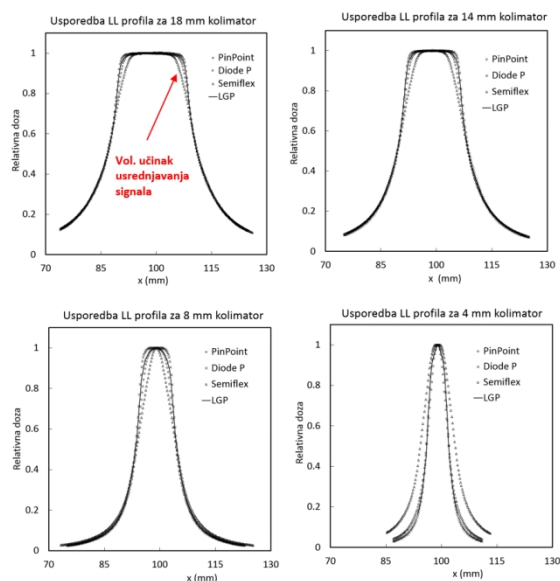 Usporedba LL profila za 18 mm kolimator
Relativna doza
1
0.8
0.6
0.4
0.2
0
70
85
100
115
130
x (mm)
PinPoint
Diode P
Semiflex
LGP
Vol. učinak
usrednjavanja
signala
Usporedba LL profila za 14 mm kolimator
Relativna doza
1
0.8
0.6
0.4
0.2
0
70
85
100
115
130
x (mm)
PinPoint
Diode P
Semiflex
LGP
Usporedba LL profila za 8 mm kolimator
Relativna doza
1
0.8
0.6
0.4
0.2
0
70
85
100
115
130
x (mm)
PinPoint
Diode P
Semiflex
LGP
Usporedba LL profila za 4 mm kolimator
Relativna doza
1
0.8
0.6
0.4
0.2
0
70
85
100
115
130
x (mm)
PinPoint
Diode P
Semiflex
LGP